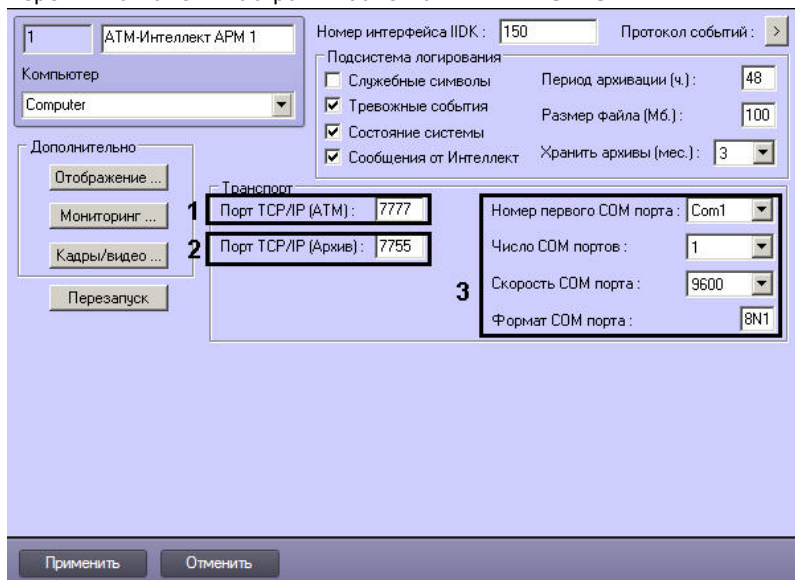 1 АТМ-Интеллект АРМ 1
Компьютер
Computer
Номер интерфейса IIDK : 150
Протокол событий : >
Подсистема логирования
Служебные символы
Тревожные события
Состояние системы
Сообщения от Интеллект
Период архивации (ч.) : 48
Размер файла (Мб.) : 100
Хранить архивы (мес.) : 3
Дополнительно
Отображение ...
Мониторинг ...
Кадры/видео ...
Перезапуск
Транспорт
1 Порт TCP/IP (ATM) : 7777
2 Порт TCP/IP (Архив) : 7755
3
Номер первого COM порта : Com1
Число COM портов : 1
Скорость COM порта : 9600
Формат COM порта : 8N1
Применить Отменить